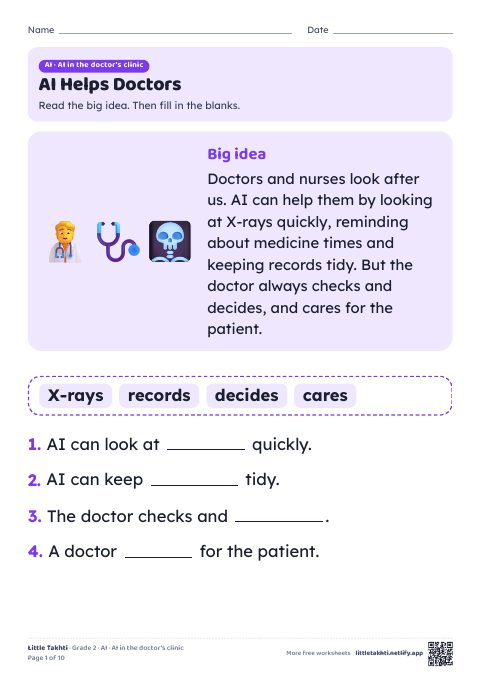 Name Date
AI · AI in the doctor's clinic
AI Helps Doctors
Read the big idea. Then fill in the blanks.
Big idea
Doctors and nurses look after
us. AI can help them by looking
at X-rays quickly, reminding
about medicine times and
keeping records tidy. But the
doctor always checks and
decides, and cares for the
patient.
X-rays records decides cares
1. AI can look at ________ quickly.
2. AI can keep ________ tidy.
3. The doctor checks and ________.
4. A doctor ________ for the patient.
Little Takhti · Grade 2 · AI · AI in the doctor's clinic
Page 1 of 10
More free worksheets · littletakhti.netlify.app